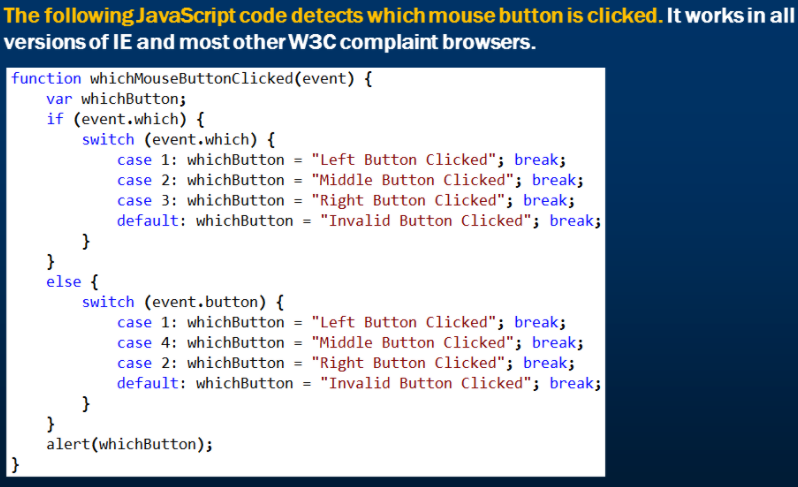 The following JavaScript code detects which mouse button is clicked. It works in all
versions of IE and most other W3C complaint browsers.
function whichMouseButtonClicked(event) {
    var whichButton;
    if (event.which) {
        switch (event.which) {
            case 1: whichButton = "Left Button Clicked"; break;
            case 2: whichButton = "Middle Button Clicked"; break;
            case 3: whichButton = "Right Button Clicked"; break;
            default: whichButton = "Invalid Button Clicked"; break;
        }
    }
    else {
        switch (event.button) {
            case 1: whichButton = "Left Button Clicked"; break;
            case 4: whichButton = "Middle Button Clicked"; break;
            case 2: whichButton = "Right Button Clicked"; break;
            default: whichButton = "Invalid Button Clicked"; break;
        }
    }
    alert(whichButton);
}